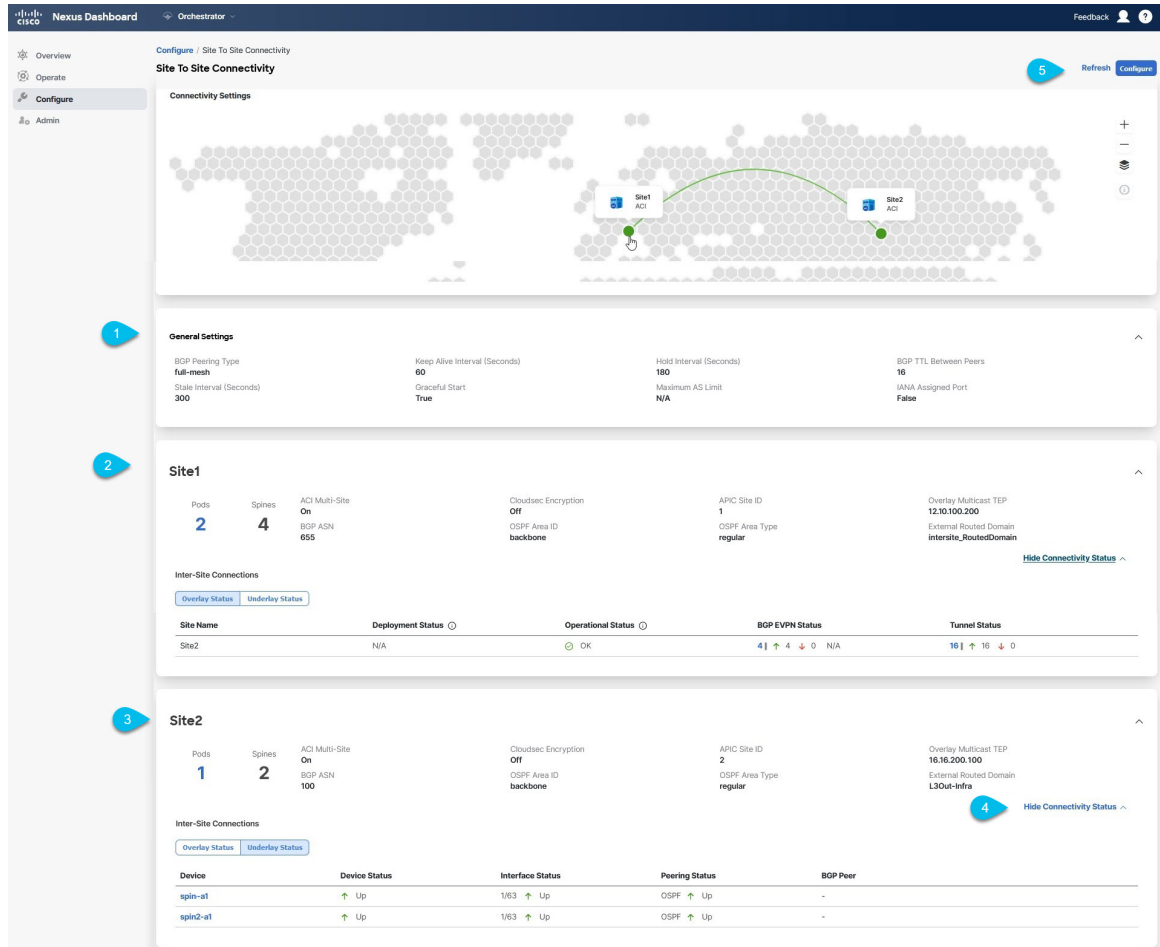 cisco Nexus Dashboard Orchestrator Feedback ?
Overview
Operate
Configure
Admin
Configure / Site To Site Connectivity
Site To Site Connectivity
5 Refresh Configure
Connectivity Settings
Site1
ACI
Site2
ACI
1
General Settings
BGP Peering Type Keep Alive Interval (Seconds) Hold Interval (Seconds) BGP TTL Between Peers
full-mesh 60 180 16
Stale Interval (Seconds) Graceful Start Maximum AS Limit IANA Assigned Port
300 True N/A False
2
Site1
Pods Spines ACI Multi-Site Cloudsec Encryption APIC Site ID Overlay Multicast TEP
2 4 On Off 1 12.10.100.200
BGP ASN OSPF Area ID OSPF Area Type External Routed Domain
655 backbone regular intersite_RoutedDomain
Hide Connectivity Status
Inter-Site Connections
Overlay Status Underlay Status
Site Name Deployment Status Operational Status BGP EVPN Status Tunnel Status
Site2 N/A OK 4 | ↑ 4 ↓ 0 N/A 16 | ↑ 16 ↓ 0
3
Site2
Pods Spines ACI Multi-Site Cloudsec Encryption APIC Site ID Overlay Multicast TEP
1 2 On Off 2 16.16.200.100
BGP ASN OSPF Area ID OSPF Area Type External Routed Domain
100 backbone regular L3Out-Infra
4 Hide Connectivity Status
Inter-Site Connections
Overlay Status Underlay Status
Device Device Status Interface Status Peering Status BGP Peer
spin-a1 ↑ Up 1/63 ↑ Up OSPF ↑ Up -
spin2-a1 ↑ Up 1/63 ↑ Up OSPF ↑ Up -